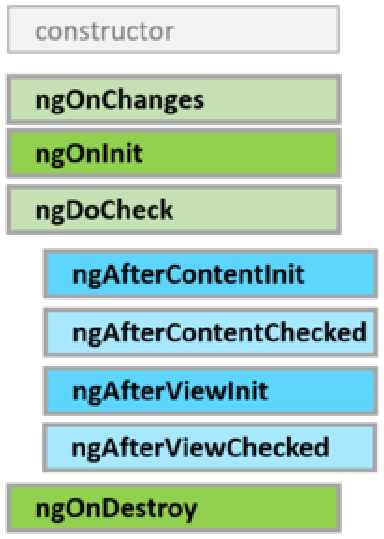 constructor
ngOnChanges
ngOnInit
ngDoCheck
ngAfterContentInit
ngAfterContentChecked
ngAfterViewInit
ngAfterViewChecked
ngOnDestroy